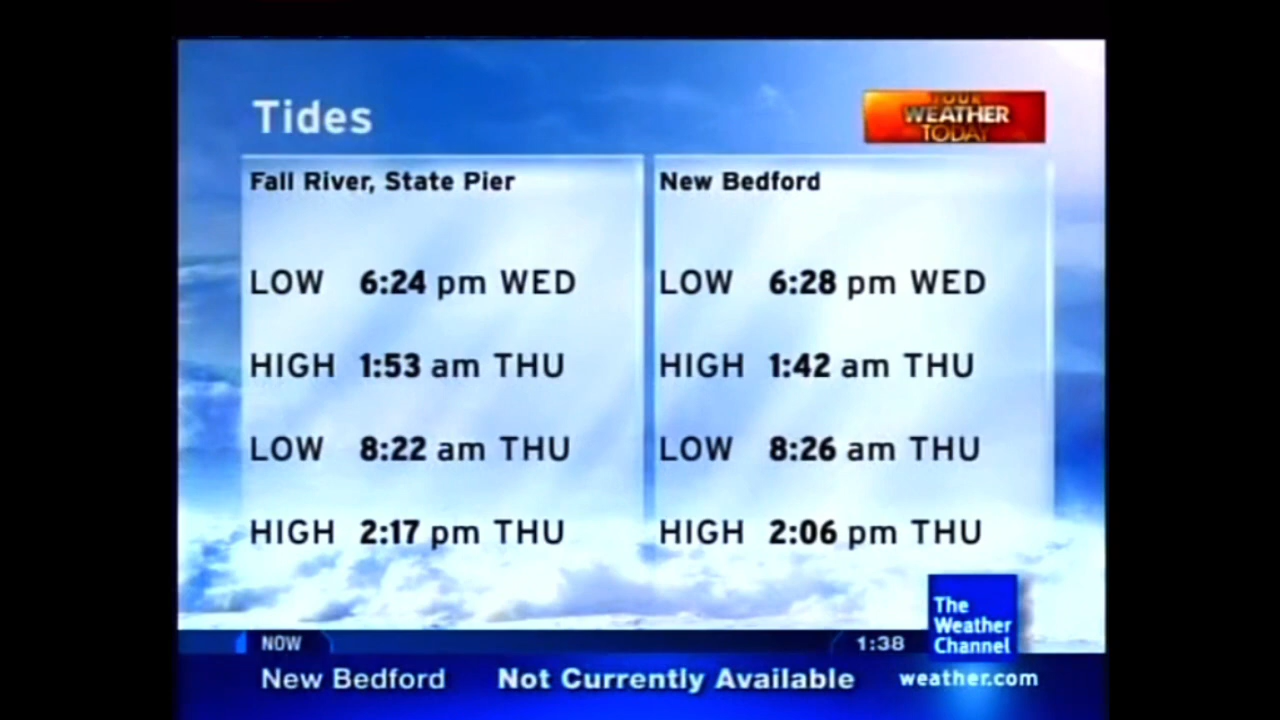 Tides
YOUR
WEATHER
TODAY
Fall River, State Pier
LOW 6:24 pm WED
HIGH 1:53 am THU
LOW 8:22 am THU
HIGH 2:17 pm THU
New Bedford
LOW 6:28 pm WED
HIGH 1:42 am THU
LOW 8:26 am THU
HIGH 2:06 pm THU
The
Weather
Channel
NOW 1:38
New Bedford Not Currently Available weather.com